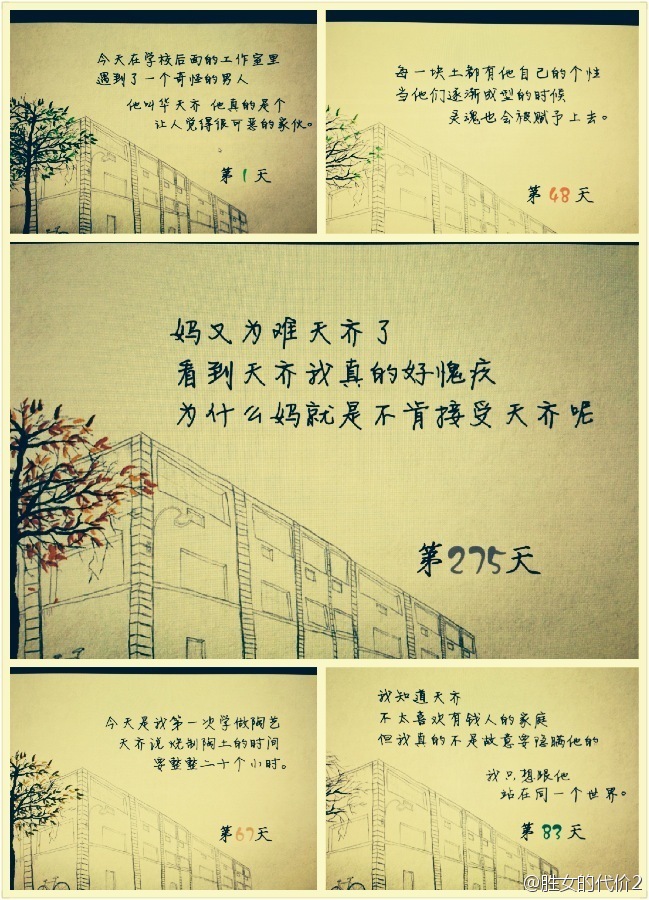 今天在学校后面的工作室里
遇到了一个奇怪的男人
他叫华天齐 他真的是个
让人觉得很可恶的家伙。
第1天
每一块土都有他自己的个性
当他们逐渐成型的时候
灵魂也会被赋予上去。
第48天
妈又为难天齐了
看到天齐我真的好愧疚
为什么妈就是不肯接受天齐呢
第275天
今天是我第一次学做陶艺
天齐说烧制陶土的时间
要整整二十个小时。
第67天
我知道天齐
不太喜欢有钱人的家庭
但我真的不是故意要隐瞒他的
我只想跟他
站在同一个世界。
第83天
@胜女的代价2